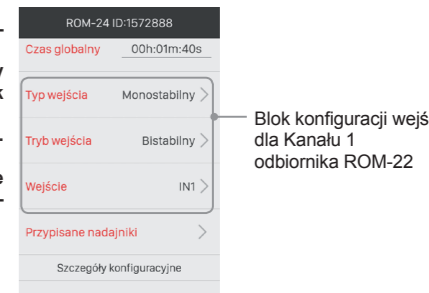 ROM-24 ID:1572888
Czas globalny 00h:01m:40s
Typ wejścia Monostabilny
Tryb wejścia Bistabilny
Wejście IN1
Przypisane nadajniki
Szczegóły konfiguracyjne
Blok konfiguracji wejś
dla Kanału 1
odbiornika ROM-22